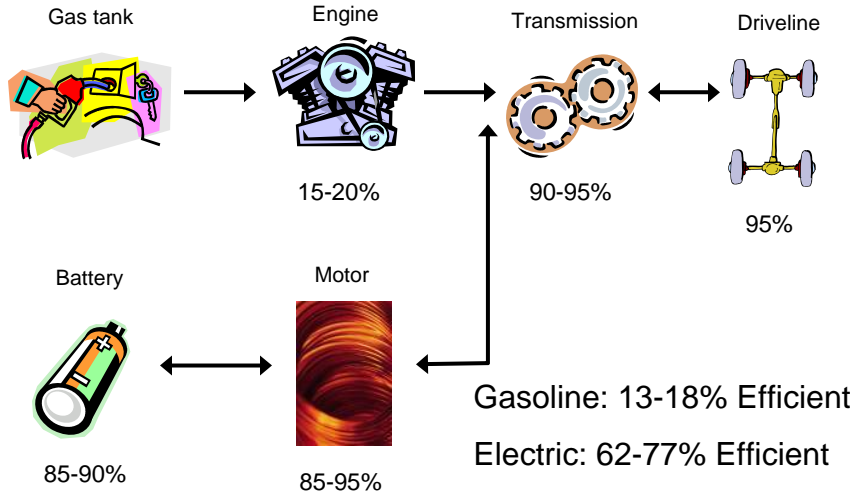 Gas tank
Engine
Transmission
Driveline
15-20%
90-95%
95%
Battery
Motor
Gasoline: 13-18% Efficient
Electric: 62-77% Efficient
85-90%
85-95%